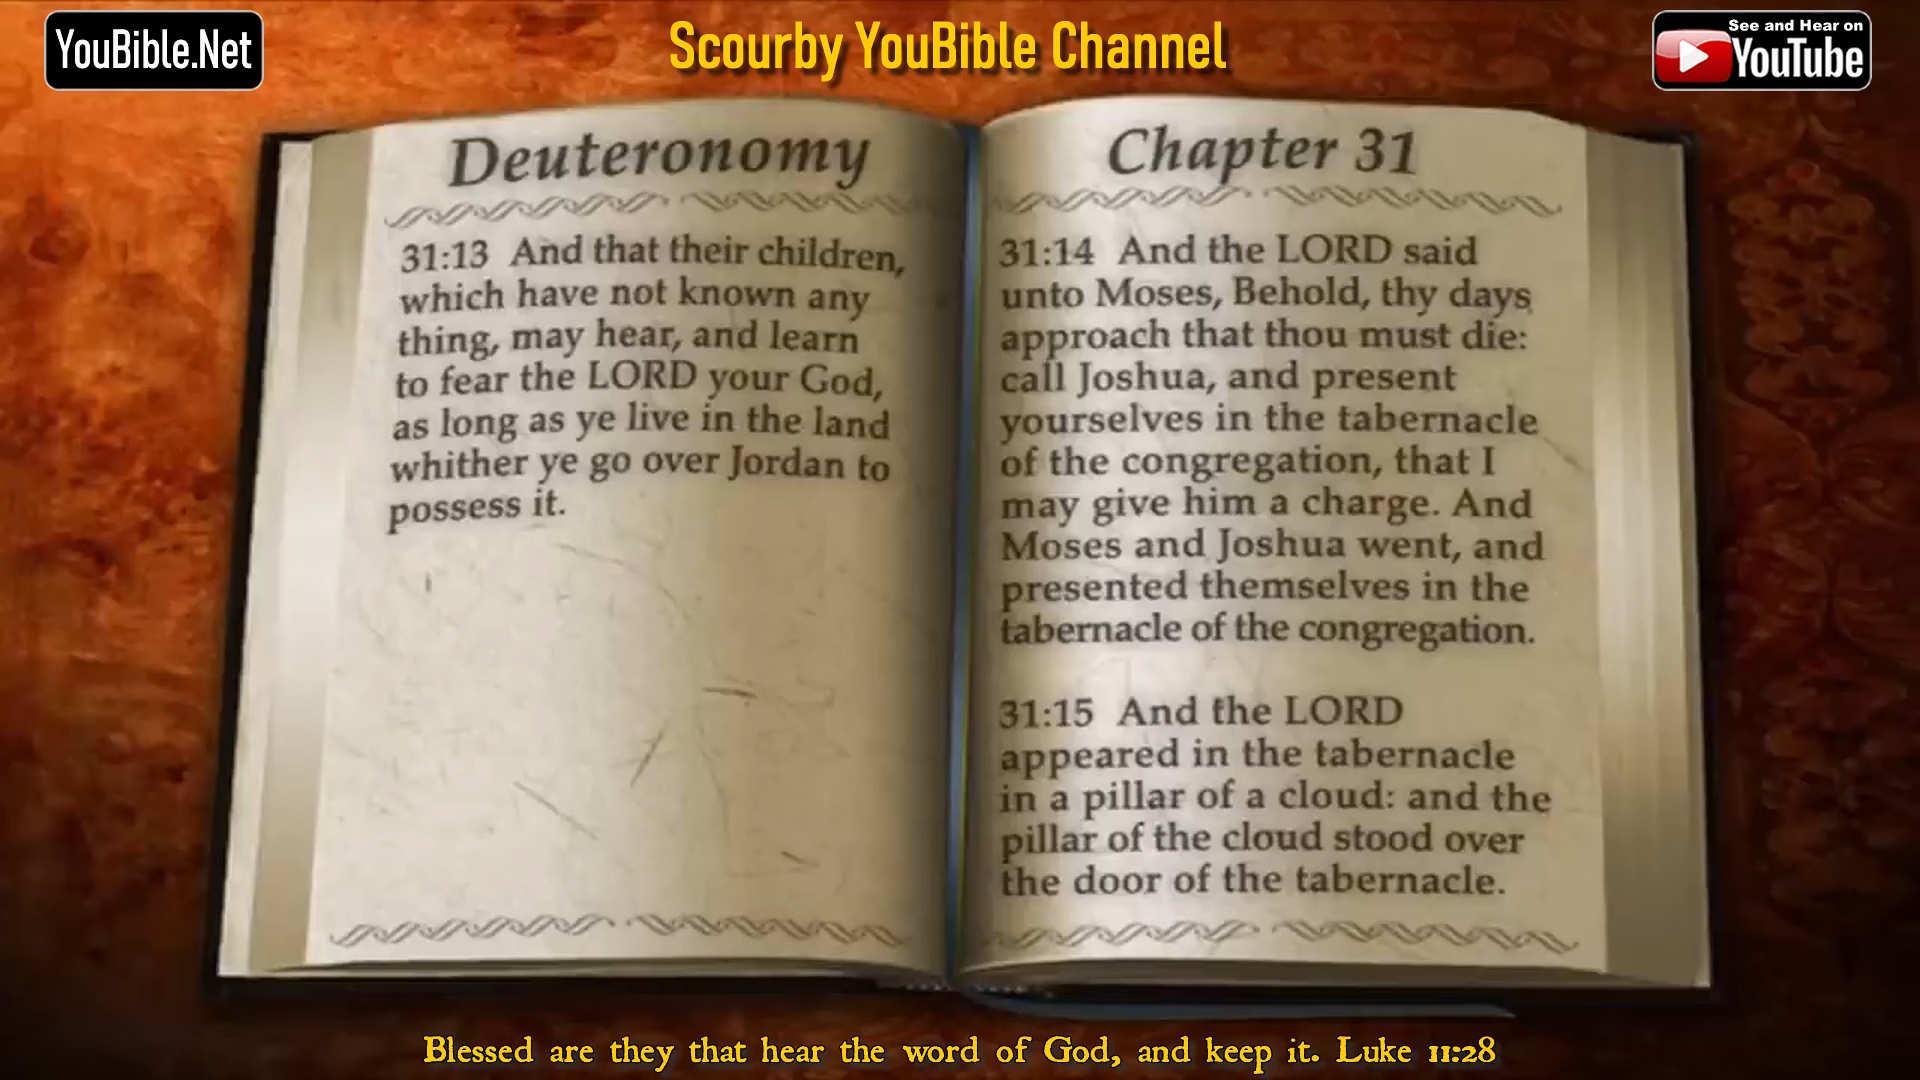 YouBible.Net
Scourby YouBible Channel
See and Hear on
YouTube
Deuteronomy
31:13 And that their children,
which have not known any
thing, may hear, and learn
to fear the LORD your God,
as long as ye live in the land
whither ye go over Jordan to
possess it.
Chapter 31
31:14 And the LORD said
unto Moses, Behold, thy days
approach that thou must die:
call Joshua, and present
yourselves in the tabernacle
of the congregation, that I
may give him a charge. And
Moses and Joshua went, and
presented themselves in the
tabernacle of the congregation.
31:15 And the LORD
appeared in the tabernacle
in a pillar of a cloud: and the
pillar of the cloud stood over
the door of the tabernacle.
Blessed are they that hear the word of God, and keep it. Luke 11:28